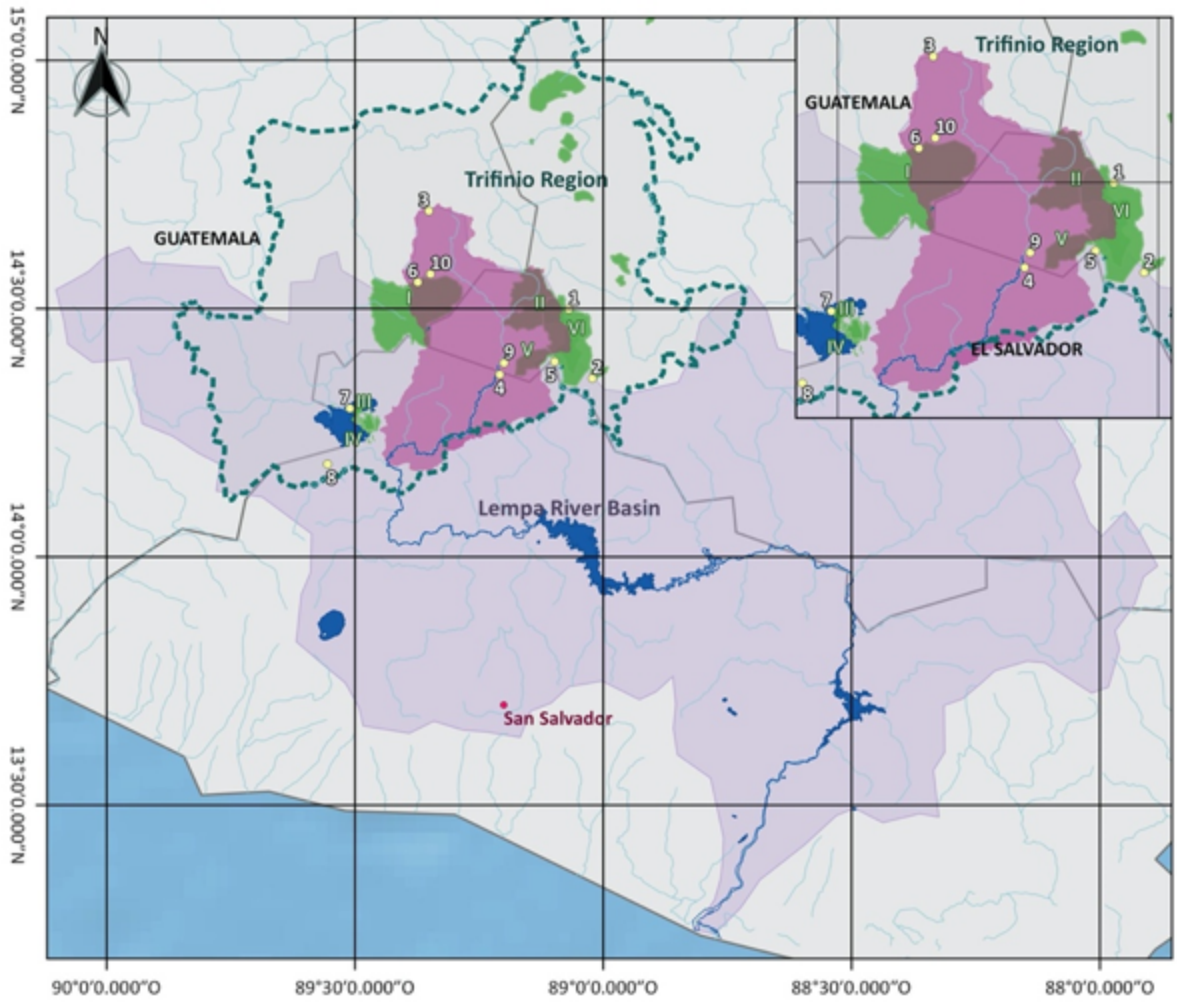 N
15°0'0.000"N
14°30'0.000"N
14°0'0.000"N
13°30'0.000"N
GUATEMALA
Trifinio Region
3
6
10
I
II
1
VI
9
V
4
5
2
7
III
IV
8
Lempa River Basin
San Salvador
Trifinio Region
GUATEMALA
3
6
10
I
II
1
VI
9
V
4
5
2
7
III
IV
8
EL SALVADOR
90°0'0.000"O
89°30'0.000"O
89°0'0.000"O
88°30'0.000"O
88°0'0.000"O